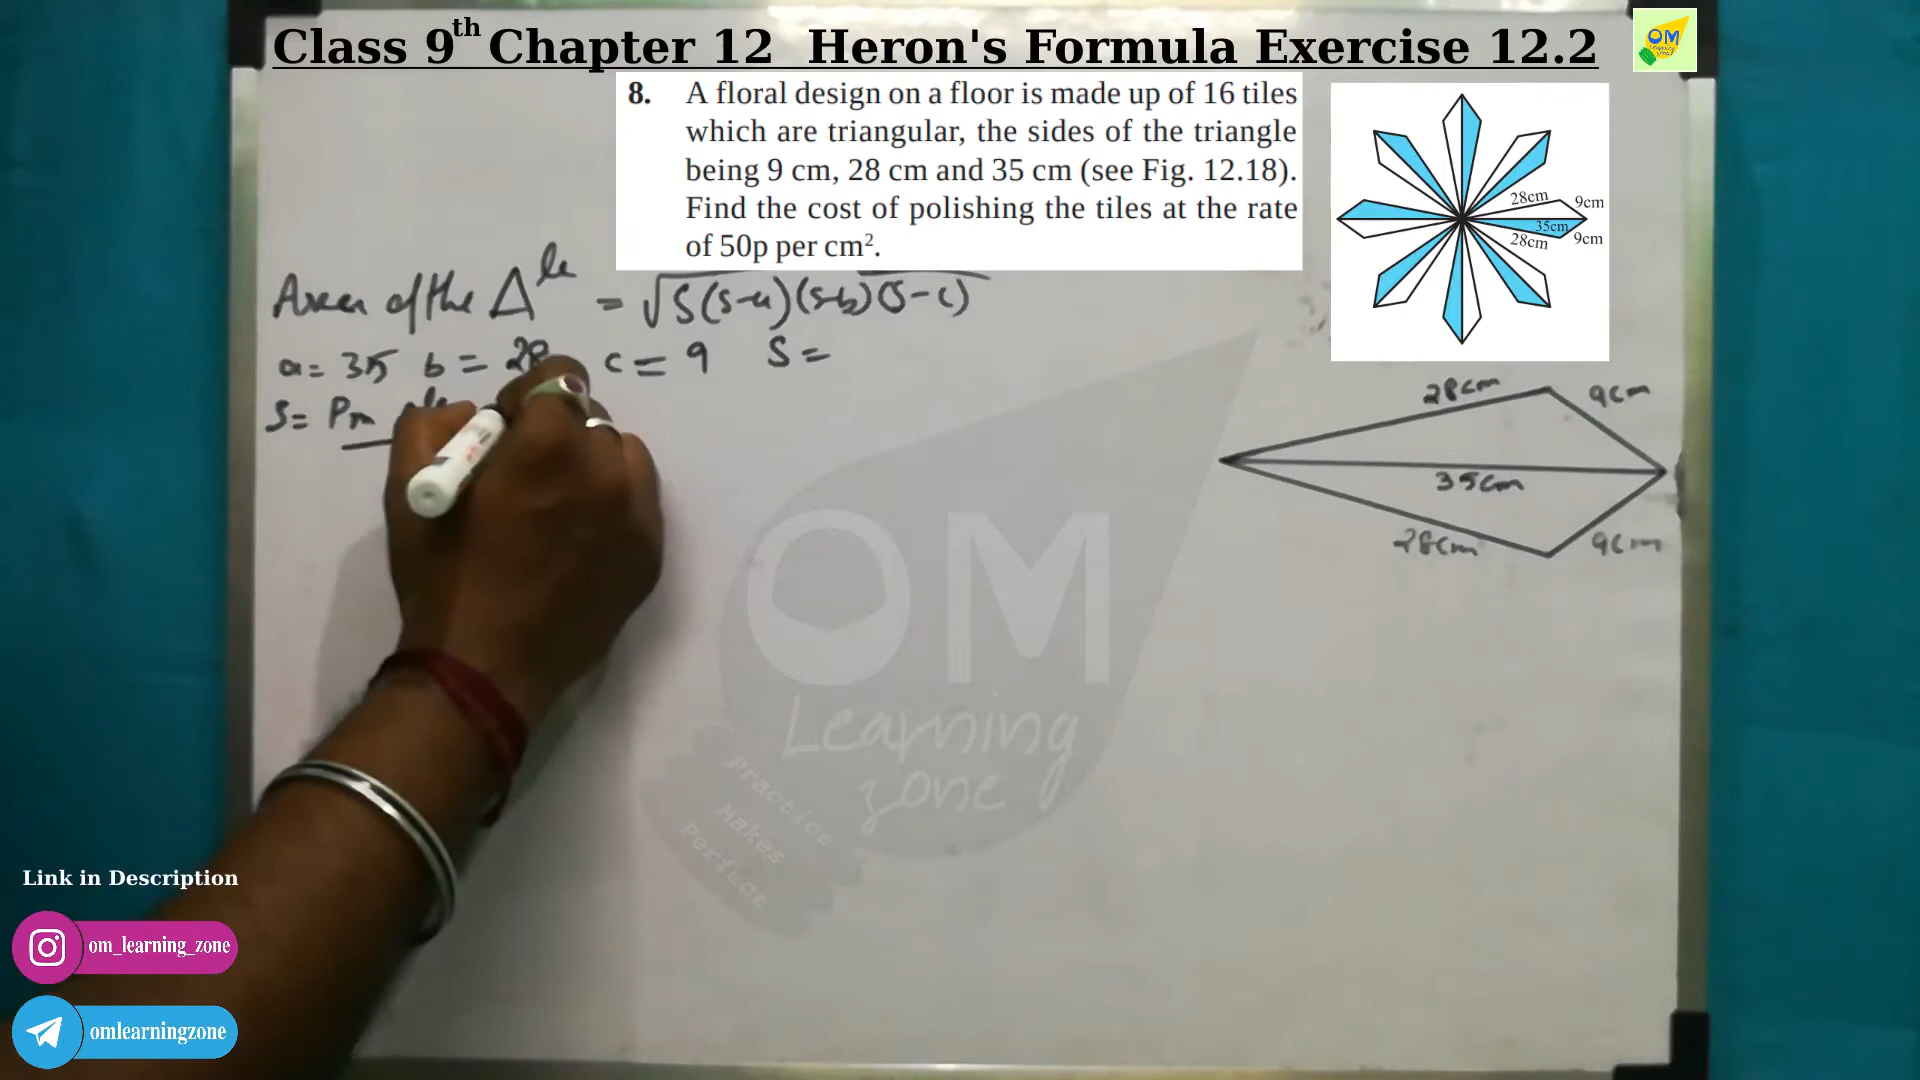 Class 9th Chapter 12 Heron's Formula Exercise 12.2
OM
Learning
zone
8. A floral design on a floor is made up of 16 tiles
which are triangular, the sides of the triangle
being 9 cm, 28 cm and 35 cm (see Fig. 12.18).
Find the cost of polishing the tiles at the rate
of 50p per cm².
28cm
9cm
35cm
28cm
9cm
Area of the Δle = √S(s-a)(s-b)(s-c)
a = 35 b = 28 c = 9 S =
S = Pm
28cm
9cm
35cm
28cm
9cm
OM
Learning
zone
Practice
Makes
Perfect
Link in Description
om_learning_zone
omlearningzone